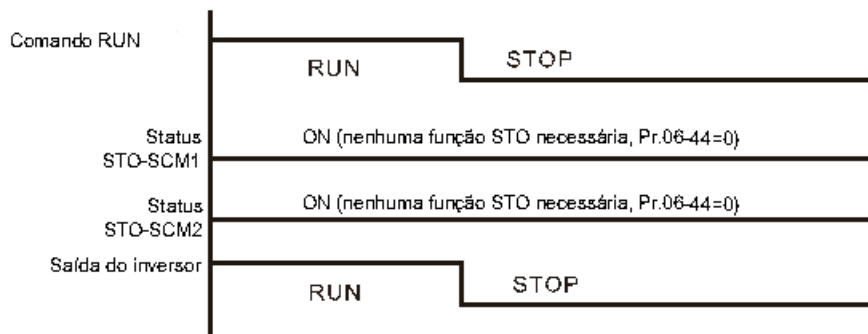 Comando RUN
RUN
STOP
Status
STO-SCM1
ON (nenhuma função STO necessária, Pr.06-44=0)
Status
STO-SCM2
ON (nenhuma função STO necessária, Pr.06-44=0)
Saída do inversor
RUN
STOP